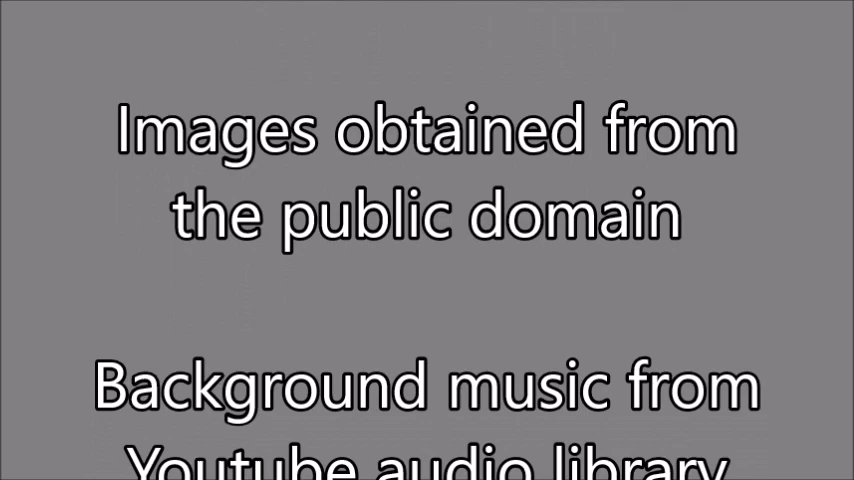 Images obtained from
the public domain
Background music from
Youtube audio library